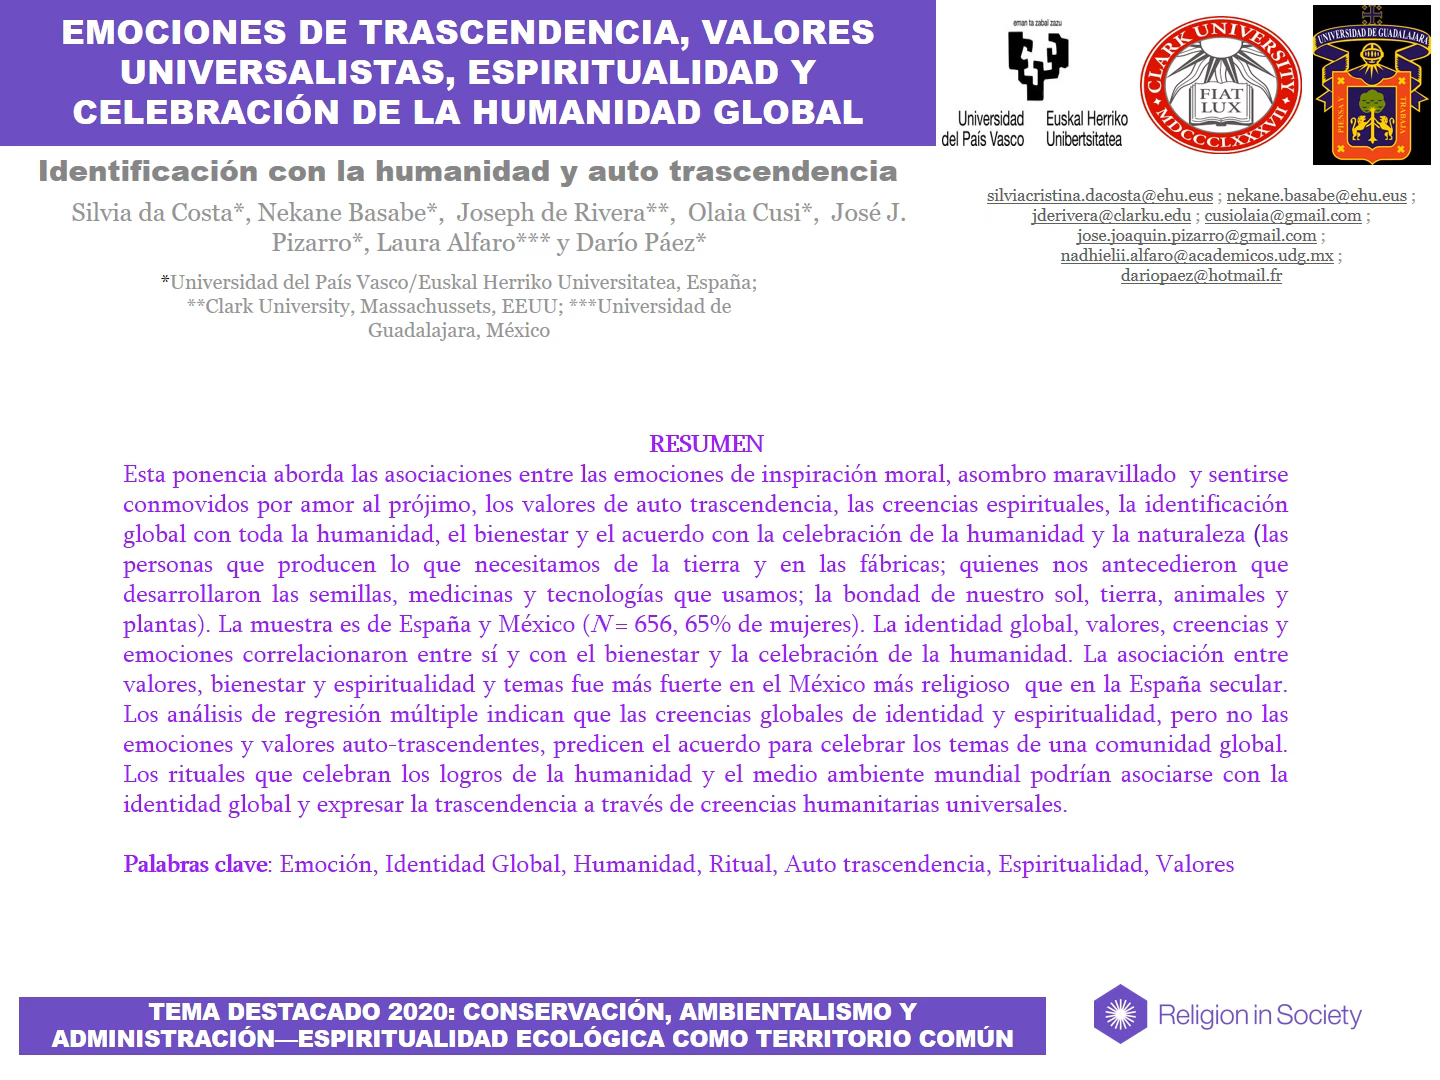 EMOCIONES DE TRASCENDENCIA, VALORES
UNIVERSALISTAS, ESPIRITUALIDAD Y
CELEBRACIÓN DE LA HUMANIDAD GLOBAL
eman ta zabal zazu
Universidad del País Vasco
Euskal Herriko Unibertsitatea
CLARK UNIVERSITY
FIAT
LUX
MDCCCLXXXVII
UNIVERSIDAD DE GUADALAJARA
PIENSA Y
TRABAJA
Identificación con la humanidad y auto trascendencia
Silvia da Costa*, Nekane Basabe*, Joseph de Rivera**, Olaia Cusi*, José J.
Pizarro*, Laura Alfaro*** y Darío Páez*
*Universidad del País Vasco/Euskal Herriko Universitatea, España;
**Clark University, Massachussets, EEUU; ***Universidad de
Guadalajara, México
silviacristina.dacosta@ehu.eus ; nekane.basabe@ehu.eus ;
jderivera@clarku.edu ; cusiolaia@gmail.com ;
jose.joaquin.pizarro@gmail.com ;
nadhielii.alfaro@academicos.udg.mx ;
dariopaez@hotmail.fr
RESUMEN
Esta ponencia aborda las asociaciones entre las emociones de inspiración moral, asombro maravillado y sentirse
conmovidos por amor al prójimo, los valores de auto trascendencia, las creencias espirituales, la identificación
global con toda la humanidad, el bienestar y el acuerdo con la celebración de la humanidad y la naturaleza (las
personas que producen lo que necesitamos de la tierra y en las fábricas; quienes nos antecedieron que
desarrollaron las semillas, medicinas y tecnologías que usamos; la bondad de nuestro sol, tierra, animales y
plantas). La muestra es de España y México (N = 656, 65% de mujeres). La identidad global, valores, creencias y
emociones correlacionaron entre sí y con el bienestar y la celebración de la humanidad. La asociación entre
valores, bienestar y espiritualidad y temas fue más fuerte en el México más religioso que en la España secular.
Los análisis de regresión múltiple indican que las creencias globales de identidad y espiritualidad, pero no las
emociones y valores auto-trascendentes, predicen el acuerdo para celebrar los temas de una comunidad global.
Los rituales que celebran los logros de la humanidad y el medio ambiente mundial podrían asociarse con la
identidad global y expresar la trascendencia a través de creencias humanitarias universales.
Palabras clave: Emoción, Identidad Global, Humanidad, Ritual, Auto trascendencia, Espiritualidad, Valores
TEMA DESTACADO 2020: CONSERVACIÓN, AMBIENTALISMO Y
ADMINISTRACIÓN—ESPIRITUALIDAD ECOLÓGICA COMO TERRITORIO COMÚN
Religion in Society